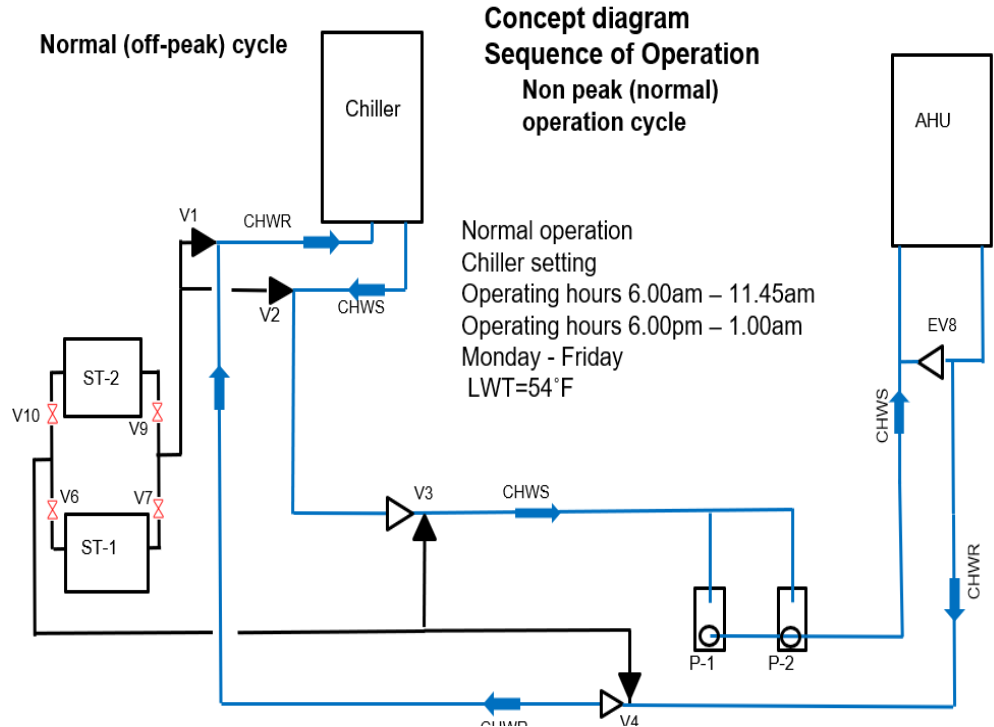 Normal (off-peak) cycle
Concept diagram
Sequence of Operation
Non peak (normal)
operation cycle
Chiller
AHU
V1
CHWR
V2
CHWS
Normal operation
Chiller setting
Operating hours 6.00am – 11.45am
Operating hours 6.00pm – 1.00am
Monday - Friday
LWT=54°F
EV8
ST-2
V10
V9
CHWS
V6
V7
V3
CHWS
ST-1
CHWR
P-1
P-2
V4
CHWR